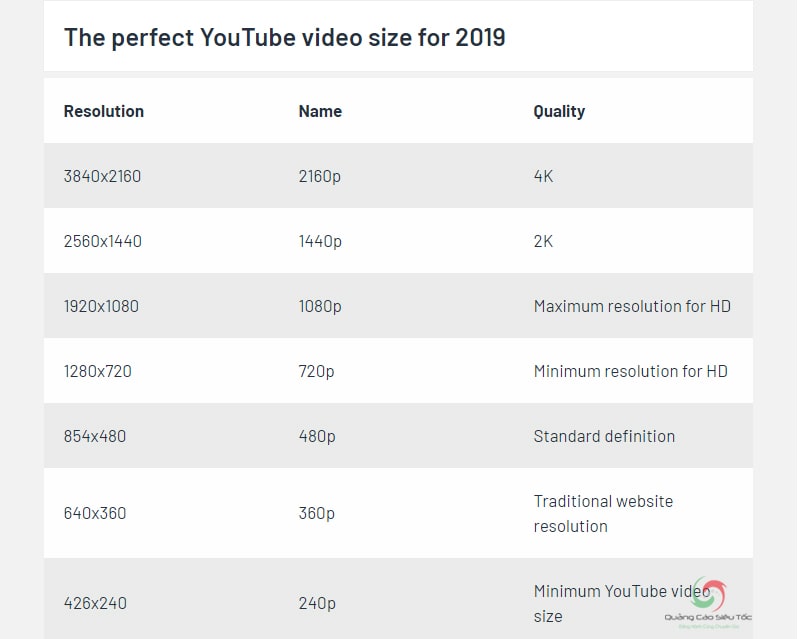 The perfect YouTube video size for 2019
Resolution Name Quality
3840x2160 2160p 4K
2560x1440 1440p 2K
1920x1080 1080p Maximum resolution for HD
1280x720 720p Minimum resolution for HD
854x480 480p Standard definition
640x360 360p Traditional website
resolution
426x240 240p Minimum YouTube video
size
Quảng Cáo Siêu Tốc